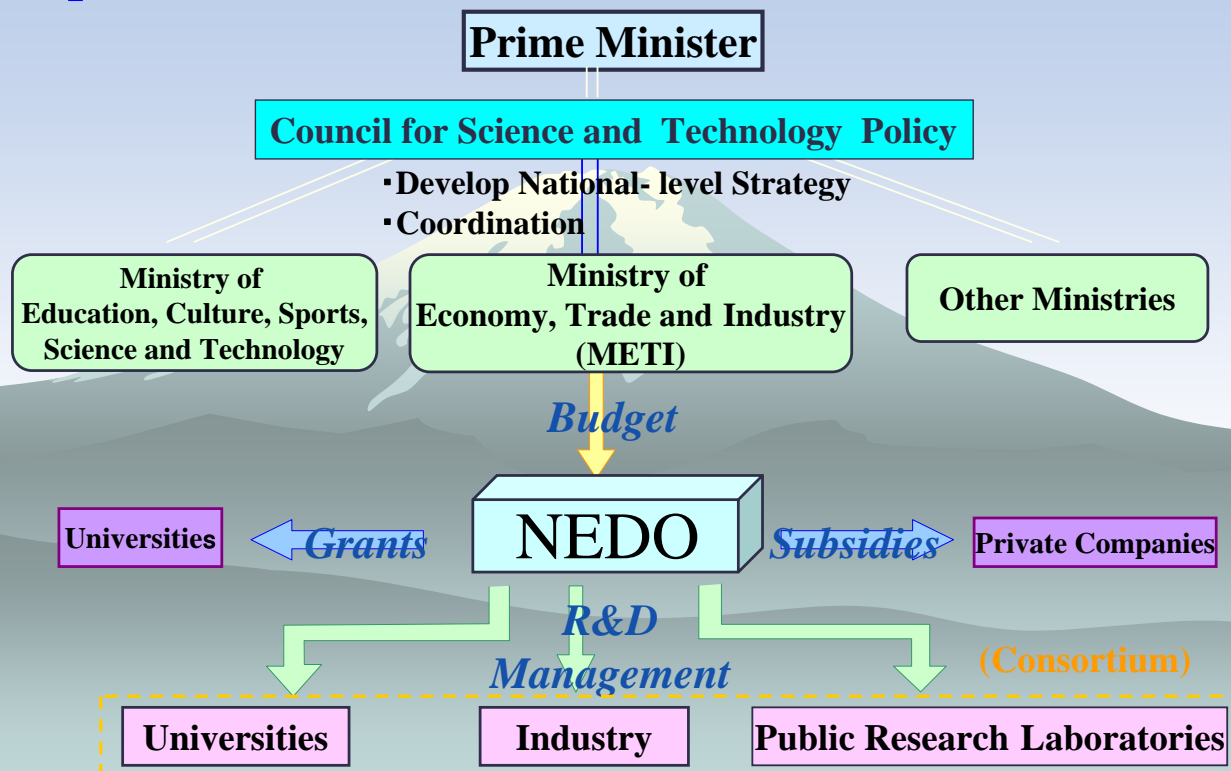 Prime Minister
Council for Science and Technology Policy
・Develop National- level Strategy
・Coordination
Ministry of
Education, Culture, Sports,
Science and Technology
Ministry of
Economy, Trade and Industry
(METI)
Other Ministries
Budget
Universities
Grants
NEDO
Subsidies
Private Companies
R&D
Management
(Consortium)
Universities
Industry
Public Research Laboratories